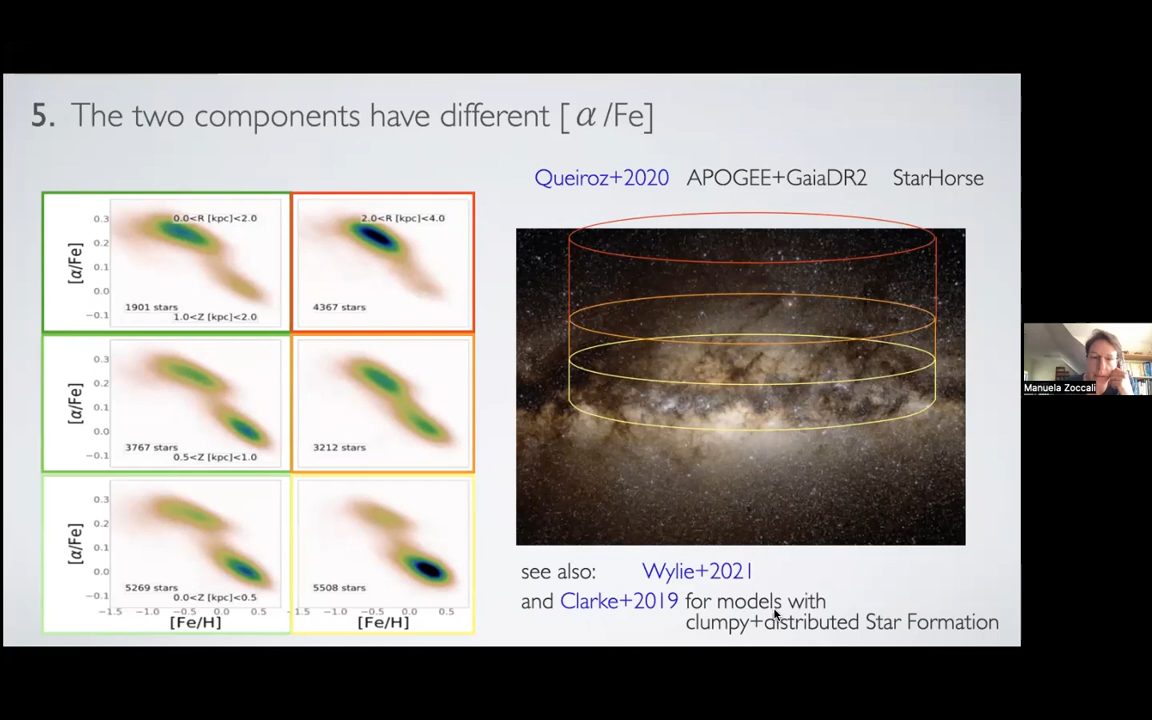 5. The two components have different [α/Fe]
Queiroz+2020 APOGEE+GaiaDR2 StarHorse
[α/Fe]
0.3
0.2
0.1
0.0
−0.1
0.0<R [kpc]<2.0
1901 stars
1.0<Z [kpc]<2.0
2.0<R [kpc]<4.0
4367 stars
[α/Fe]
0.3
0.2
0.1
0.0
−0.1
3767 stars
0.5<Z [kpc]<1.0
3212 stars
[α/Fe]
0.3
0.2
0.1
0.0
−0.1
5269 stars
0.0<Z [kpc]<0.5
5508 stars
−1.5 −1.0 −0.5 0.0 0.5
[Fe/H]
−1.5 −1.0 −0.5 0.0 0.5
[Fe/H]
see also: Wylie+2021
and Clarke+2019 for models with
clumpy+distributed Star Formation
Manuela Zoccali